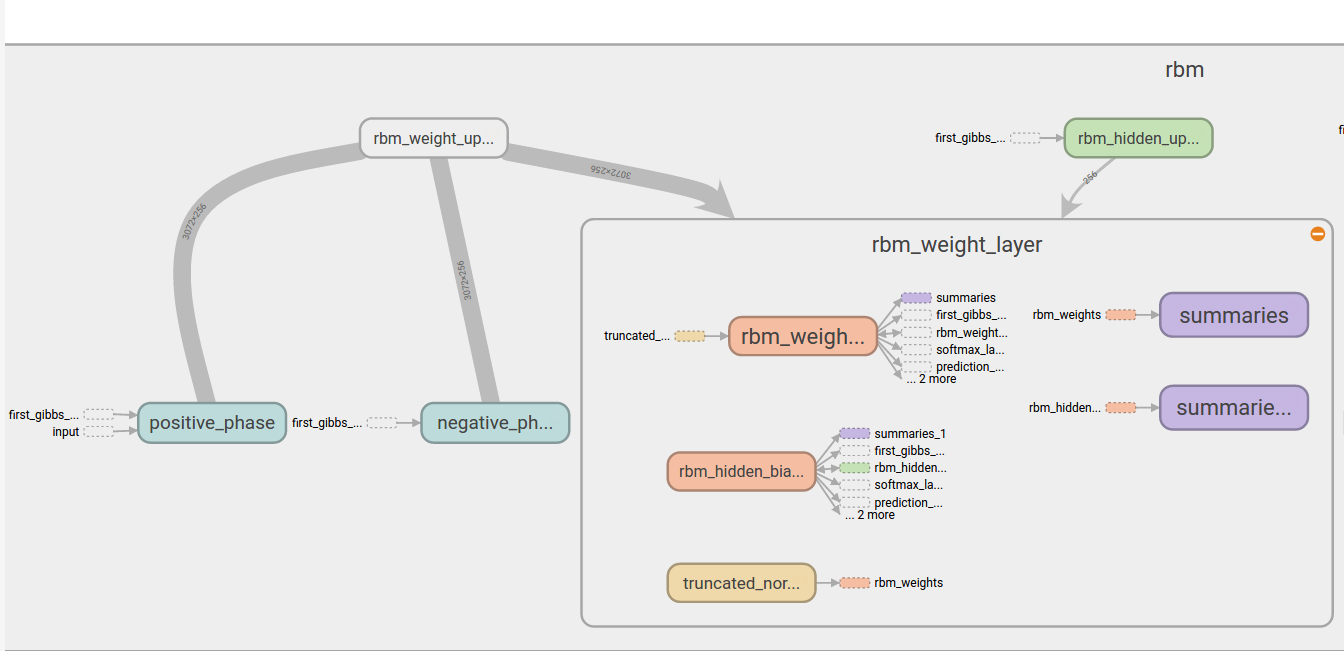 rbm
rbm_weight_up...
first_gibbs_...
rbm_hidden_up...
fi
3072×256
3072×256
3072×256
256
rbm_weight_layer
truncated_...
rbm_weigh...
summaries
first_gibbs_...
rbm_weight...
softmax_la...
prediction_...
... 2 more
rbm_weights
summaries
rbm_hidden...
summarie...
first_gibbs_...
input
positive_phase
first_gibbs_...
negative_ph...
rbm_hidden_bia...
summaries_1
first_gibbs_...
rbm_hidden...
softmax_la...
prediction_...
... 2 more
truncated_nor...
rbm_weights